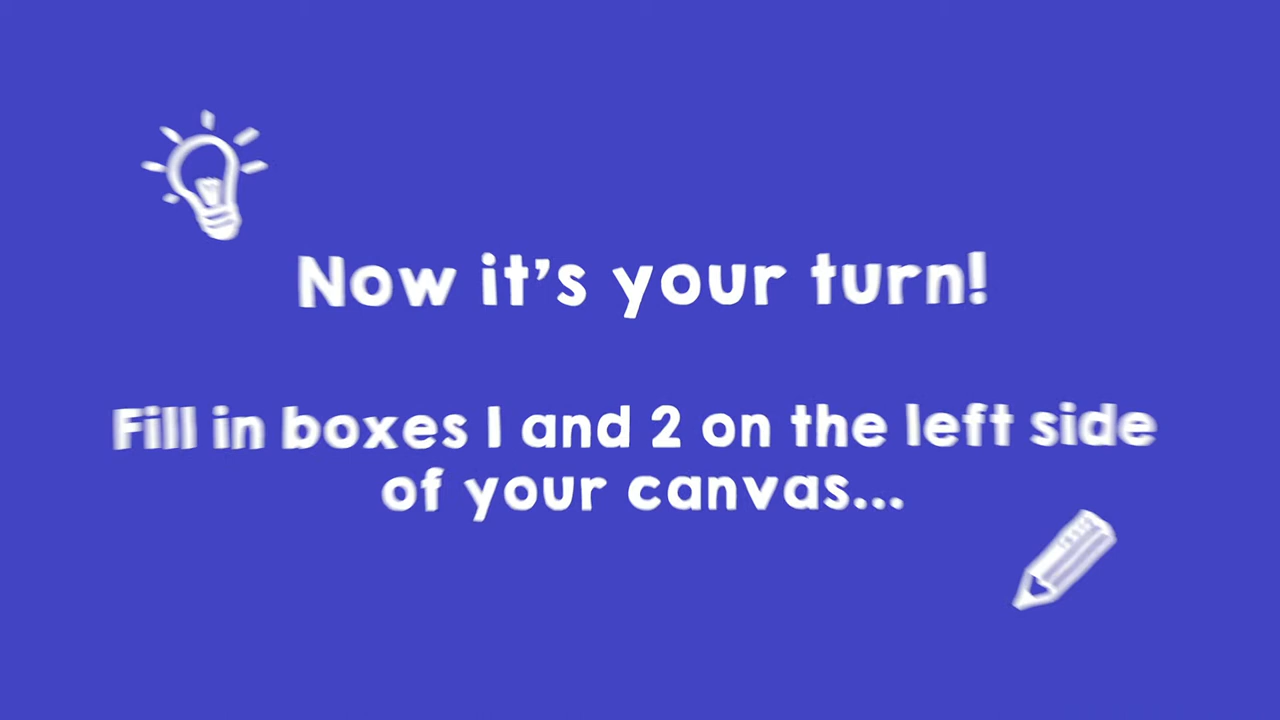 Now it's your turn!
Fill in boxes 1 and 2 on the left side
of your canvas...